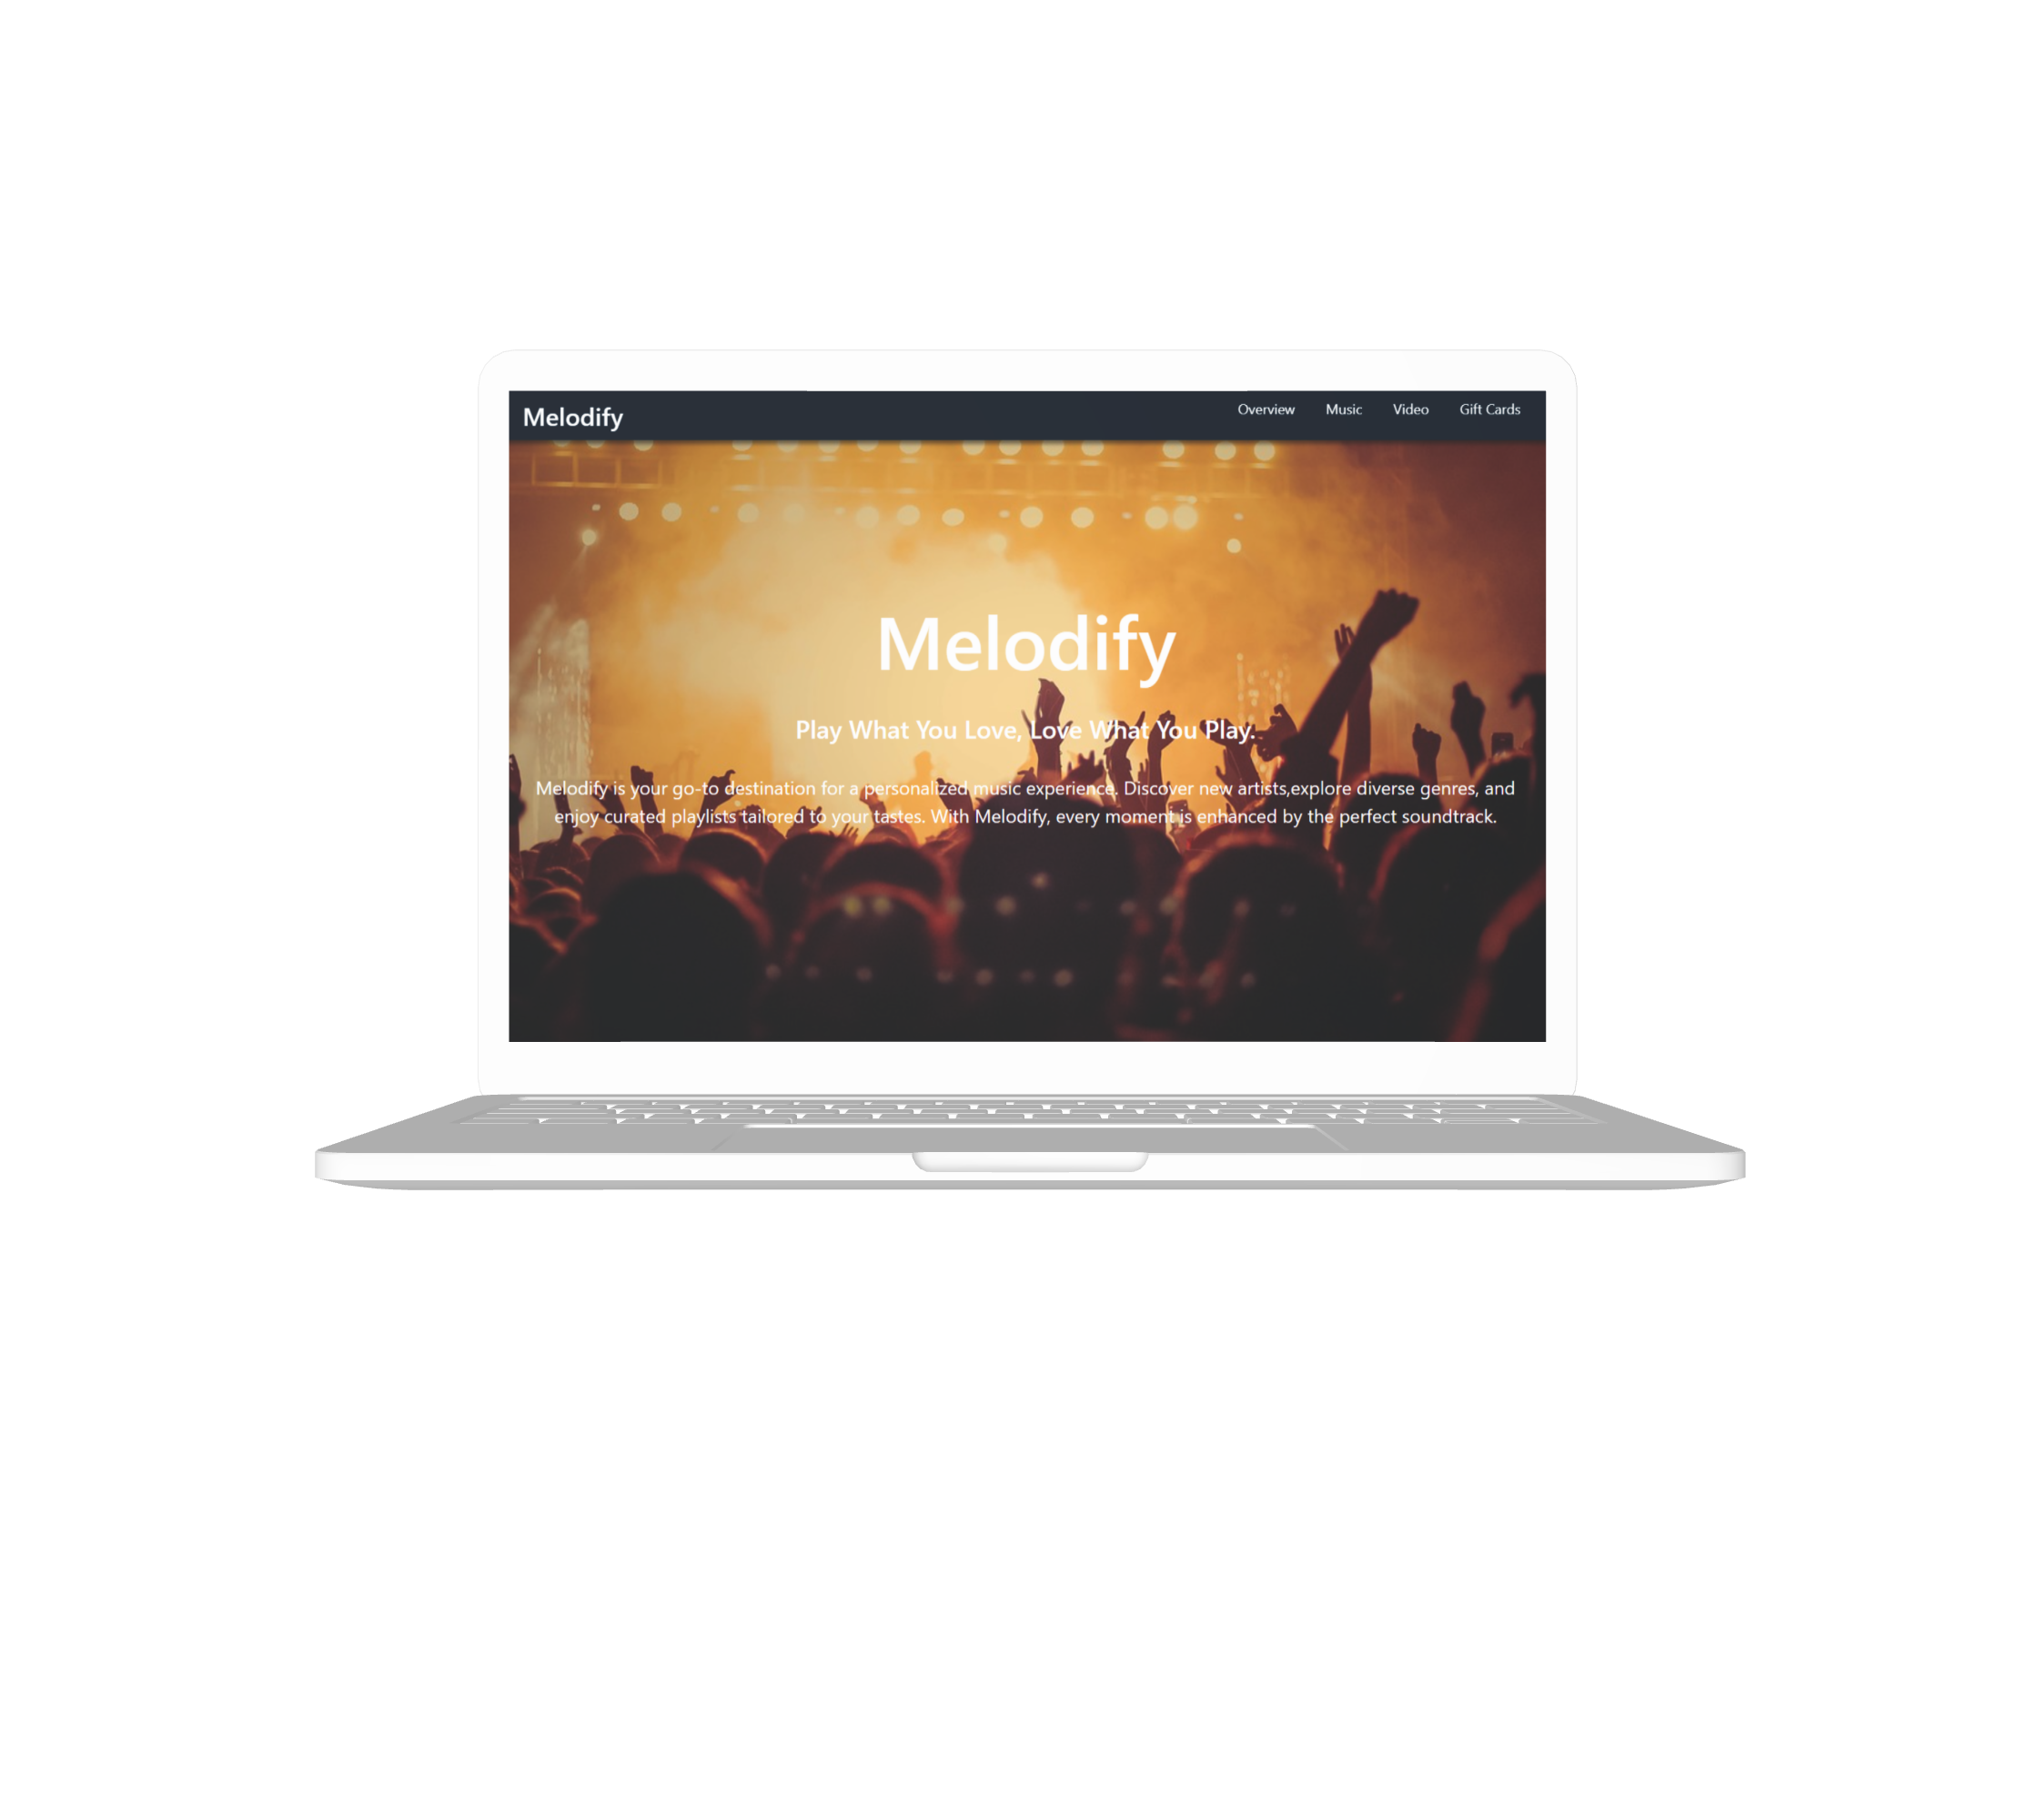 Melodify
Overview Music Video Gift Cards
Melodify
Play What You Love, Love What You Play.
Melodify is your go-to destination for a personalized music experience. Discover new artists,explore diverse genres, and
enjoy curated playlists tailored to your tastes. With Melodify, every moment is enhanced by the perfect soundtrack.